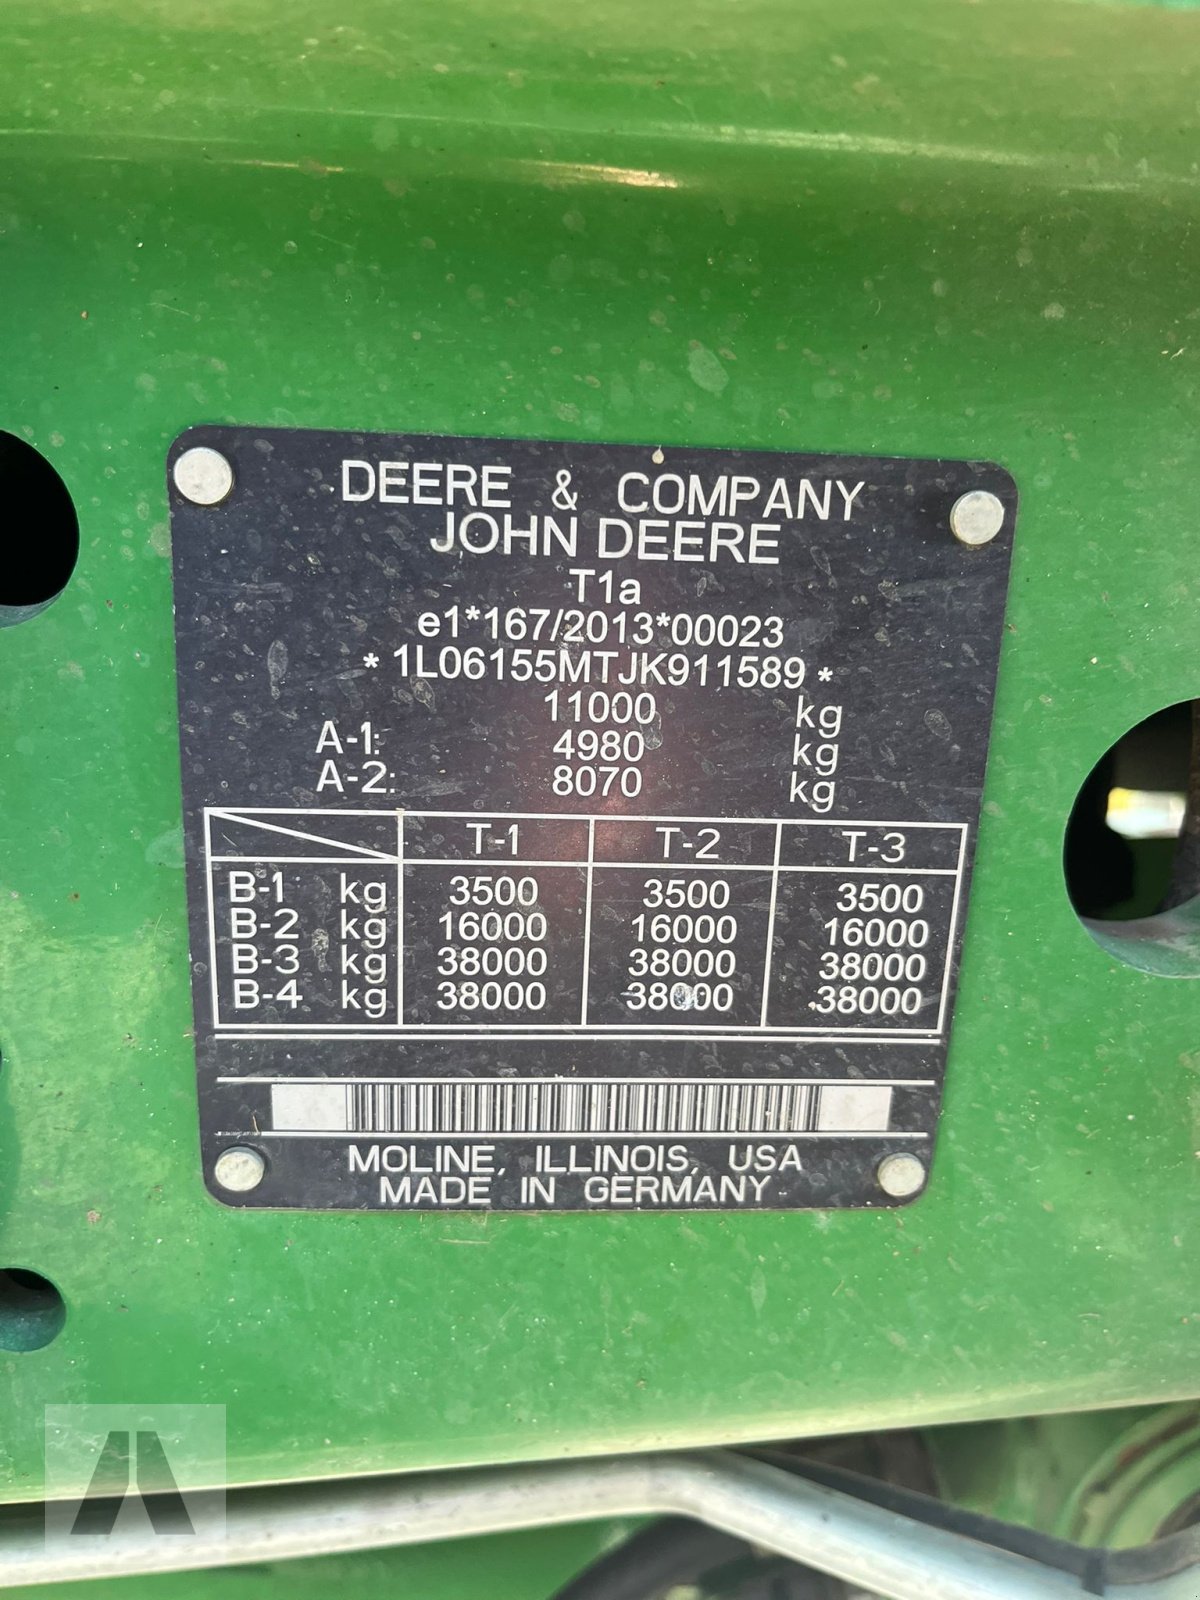 DEERE & COMPANY
JOHN DEERE
T1a
e1*167/2013*00023
* 1L06155MTJK911589 *
11000 kg
A-1: 4980 kg
A-2: 8070 kg
T-1 T-2 T-3
B-1 kg 3500 3500 3500
B-2 kg 16000 16000 16000
B-3 kg 38000 38000 38000
B-4 kg 38000 38000 38000
MOLINE, ILLINOIS, USA
MADE IN GERMANY